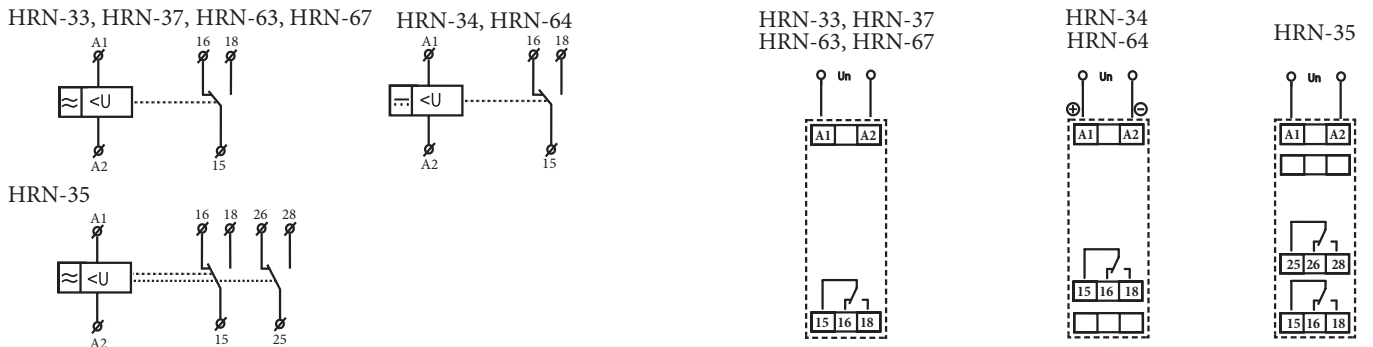 HRN-33, HRN-37, HRN-63, HRN-67
A1 16 18
≂ <U
A2 15
HRN-34, HRN-64
A1 16 18
<U
A2 15
HRN-35
A1 16 18 26 28
<U
A2 15 25
HRN-33, HRN-37
HRN-63, HRN-67
Un
A1 A2
15 16 18
HRN-34
HRN-64
Un
+ -
A1 A2
15 16 18
HRN-35
Un
A1 A2
25 26 28
15 16 18